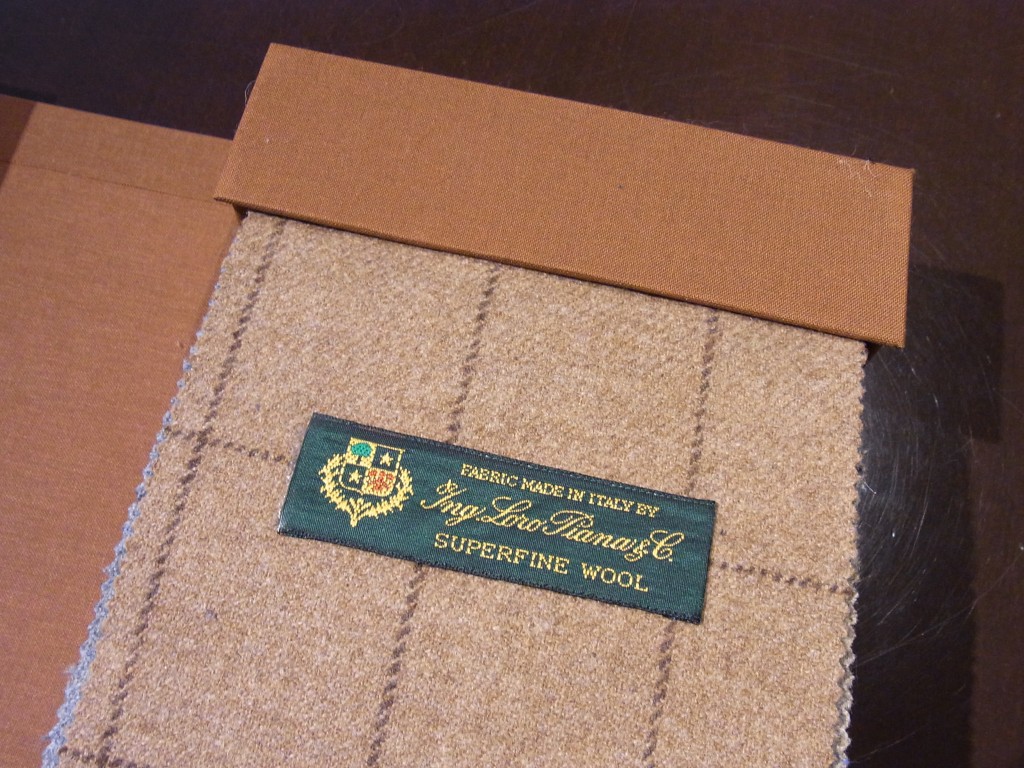 FABRIC MADE IN ITALY BY
Ing. Loro Piana & C.
SUPERFINE WOOL